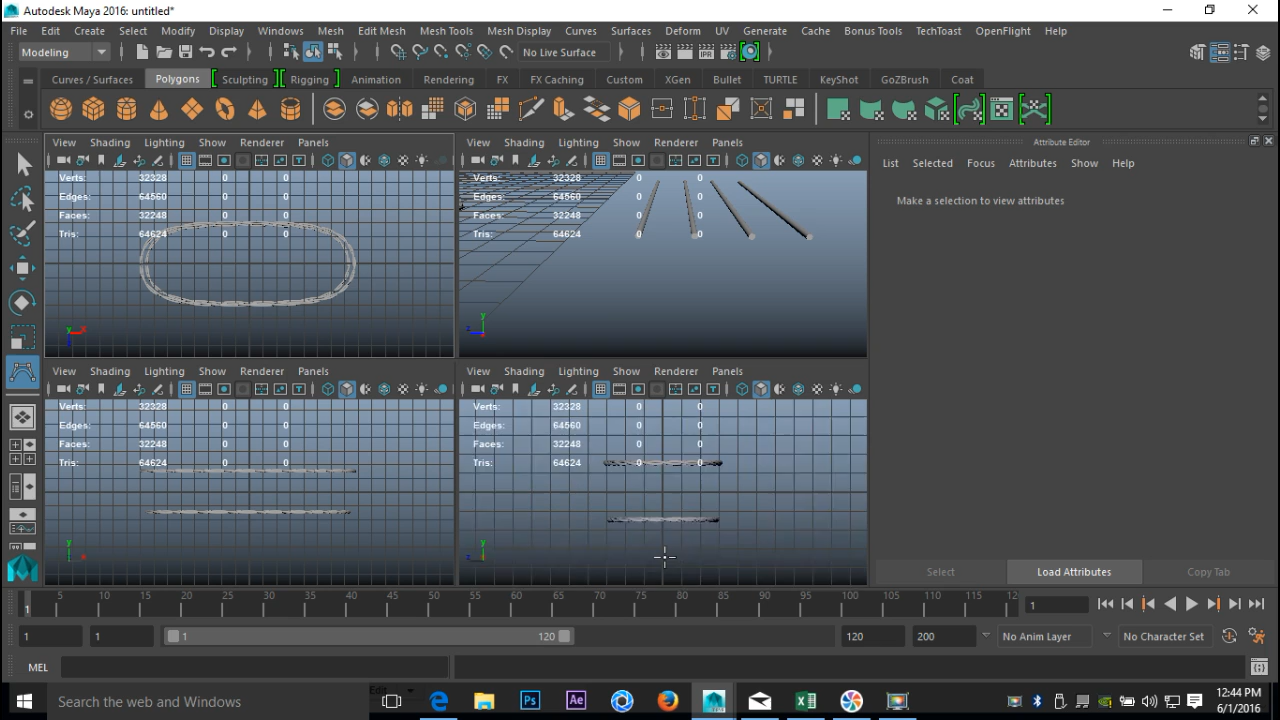 Autodesk Maya 2016: untitled*
File Edit Create Select Modify Display Windows Mesh Edit Mesh Mesh Tools Mesh Display Curves Surfaces Deform UV Generate Cache Bonus Tools TechToast OpenFlight Help
Modeling No Live Surface
Curves / Surfaces Polygons Sculpting Rigging Animation Rendering FX FX Caching Custom XGen Bullet TURTLE KeyShot GoZBrush Coat
View Shading Lighting Show Renderer Panels
Verts: 32328 0 0
Edges: 64560 0 0
Faces: 32248 0 0
Tris: 64624 0 0
y x
View Shading Lighting Show Renderer Panels
Verts: 32328 0 0
Edges: 64560 0 0
Faces: 32248 0 0
Tris: 64624 0 0
y
z
View Shading Lighting Show Renderer Panels
Verts: 32328 0 0
Edges: 64560 0 0
Faces: 32248 0 0
Tris: 64624 0 0
y
x
View Shading Lighting Show Renderer Panels
Verts: 32328 0 0
Edges: 64560 0 0
Faces: 32248 0 0
Tris: 64624 0 0
y
z
Attribute Editor
List Selected Focus Attributes Show Help
Make a selection to view attributes
Select Load Attributes Copy Tab
1 5 10 15 20 25 30 35 40 45 50 55 60 65 70 75 80 85 90 95 100 105 110 115 12 1
1 1 1 120 120 200 No Anim Layer No Character Set
MEL
Edit
Search the web and Windows
Ps Ae
12:44 PM
6/1/2016